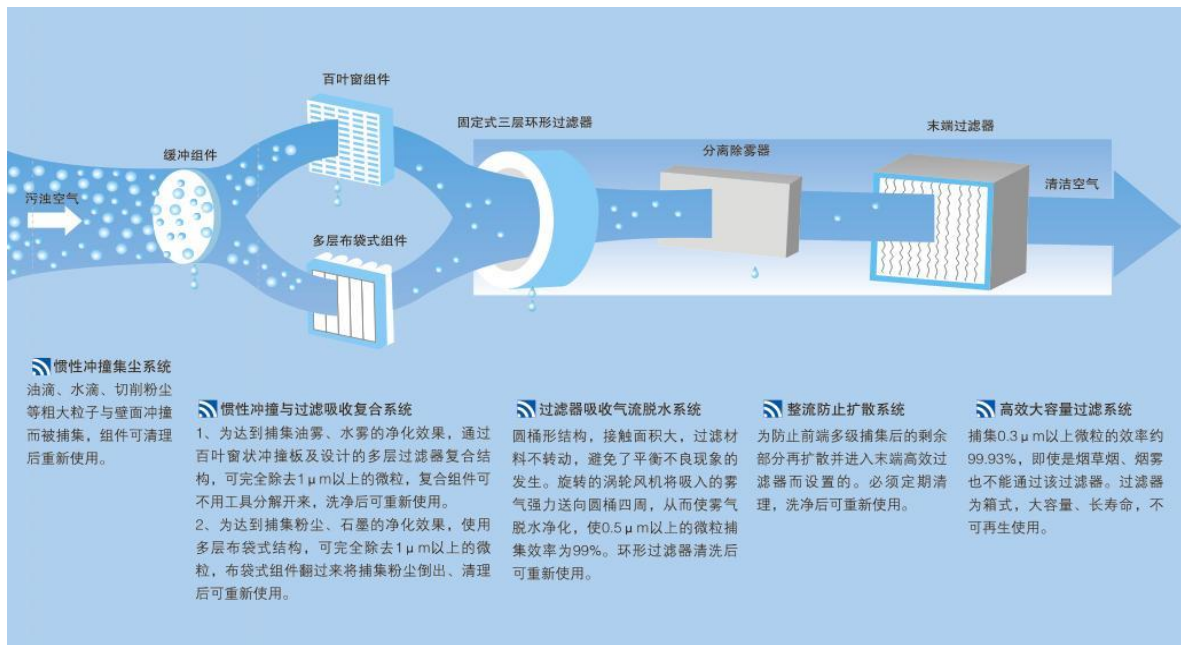 百叶窗组件
固定式三层环形过滤器
末端过滤器
缓冲组件
分离除雾器
污浊空气
清洁空气
多层布袋式组件
惯性冲撞集尘系统
油滴、水滴、切削粉尘
等粗大粒子与壁面冲撞
而被捕集，组件可清理
后重新使用。
惯性冲撞与过滤吸收复合系统
1、为达到捕集油雾、水雾的净化效果，通过
百叶窗状冲撞板及设计的多层过滤器复合结
构，可完全除去1μm以上的微粒，复合组件可
不用工具分解开来，洗净后可重新使用。
2、为达到捕集粉尘、石墨的净化效果，使用
多层布袋式结构，可完全除去1μm以上的微
粒，布袋式组件翻过来将捕集粉尘倒出、清理
后可重新使用。
过滤器吸收气流脱水系统
圆桶形结构，接触面积大，过滤材
料不转动，避免了平衡不良现象的
发生。旋转的涡轮风机将吸入的雾
气强力送向圆桶四周，从而使雾气
脱水净化，使0.5μm以上的微粒捕
集效率为99%。环形过滤器清洗后
可重新使用。
整流防止扩散系统
为防止前端多级捕集后的剩余
部分再扩散并进入末端高效过
滤器而设置的。必须定期清
理，洗净后可重新使用。
高效大容量过滤系统
捕集0.3μm以上微粒的效率约
99.93%，即使是烟草烟、烟雾
也不能通过该过滤器。过滤器
为箱式，大容量、长寿命，不
可再生使用。